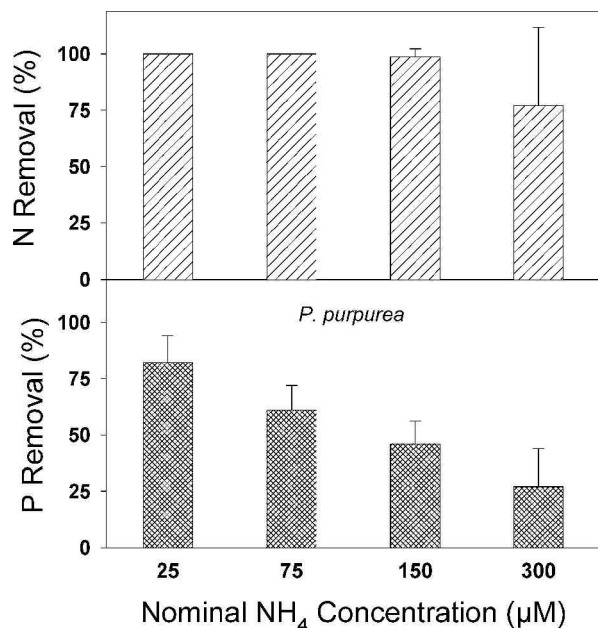 N Removal (%)
100
75
50
25
0
P. purpurea
P Removal (%)
100
75
50
25
0
25 75 150 300
Nominal NH₄ Concentration (μM)